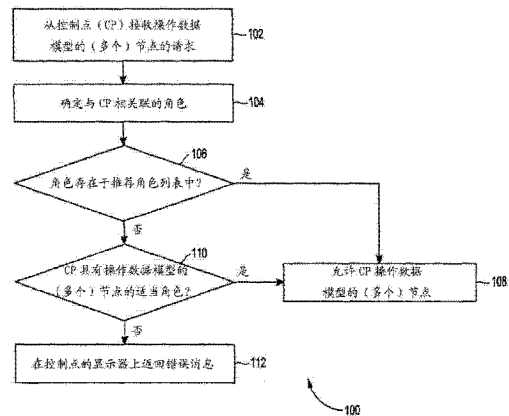 从控制点（CP）接收操作数据
模型的（多个）节点的请求
102
确定与CP相关联的角色
104
106
角色存在于推荐角色列表中？
是
否
110
CP具有操作数据模型的
（多个）节点的适当角色？
是
允许CP操作数据
模型的（多个）节点
108
否
在控制点的显示器上返回错误消息
112
100